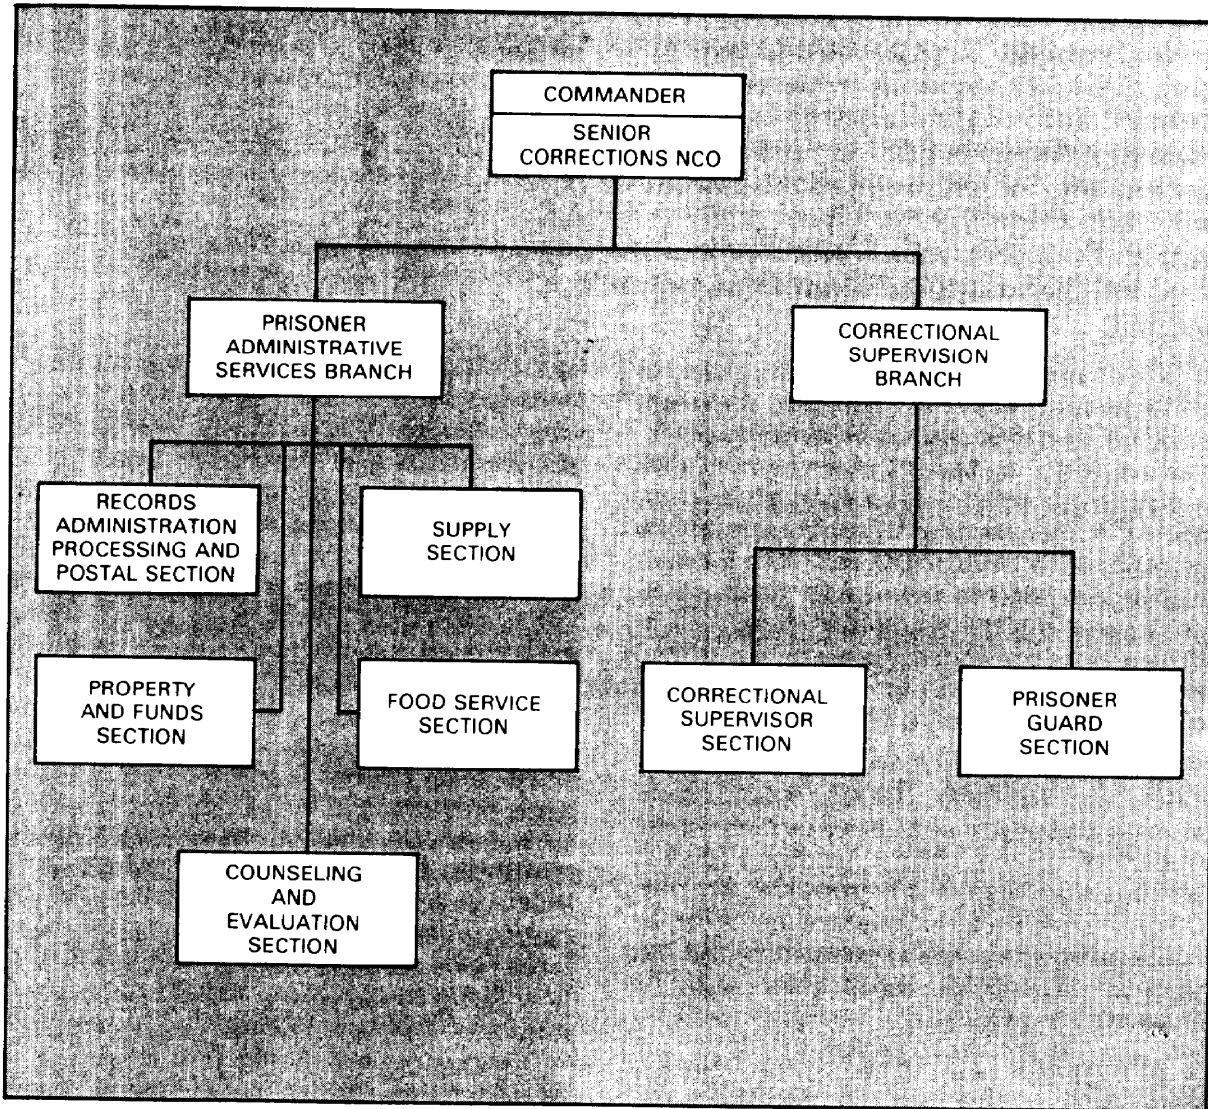 COMMANDER
SENIOR
CORRECTIONS NCO
PRISONER
ADMINISTRATIVE
SERVICES BRANCH
CORRECTIONAL
SUPERVISION
BRANCH
RECORDS
ADMINISTRATION
PROCESSING AND
POSTAL SECTION
SUPPLY
SECTION
PROPERTY
AND FUNDS
SECTION
FOOD SERVICE
SECTION
CORRECTIONAL
SUPERVISOR
SECTION
PRISONER
GUARD
SECTION
COUNSELING
AND
EVALUATION
SECTION